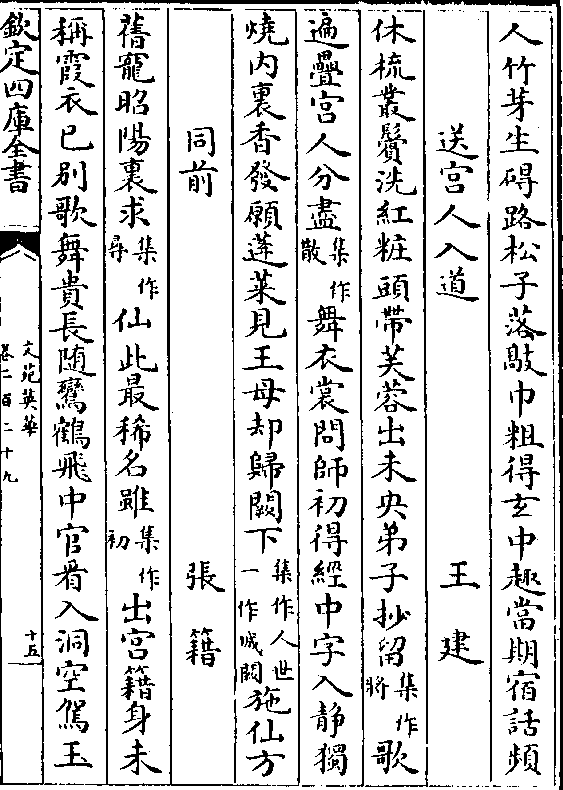 人竹芽生碍路松子落敲巾粗得玄中趣當期宿話頻
送宫人入道 王建
休梳叢鬢洗紅粧頭帶芙蓉出未央弟子抄留集作將歌
遍疊宫人分盡集作散舞衣裳問師初得經中字入静獨
燒内裏香發願蓬萊見王母却歸闕下集作人世一作城闕施仙方
同前 張籍
舊寵昭陽裏求集作尋仙此最稀名雖集作初出宫籍身未
稱霞衣已别歌舞貴長隨鸞鶴飛中官看入洞空駕玉
欽定四庫全書
文苑英華
卷二百二十九
十五